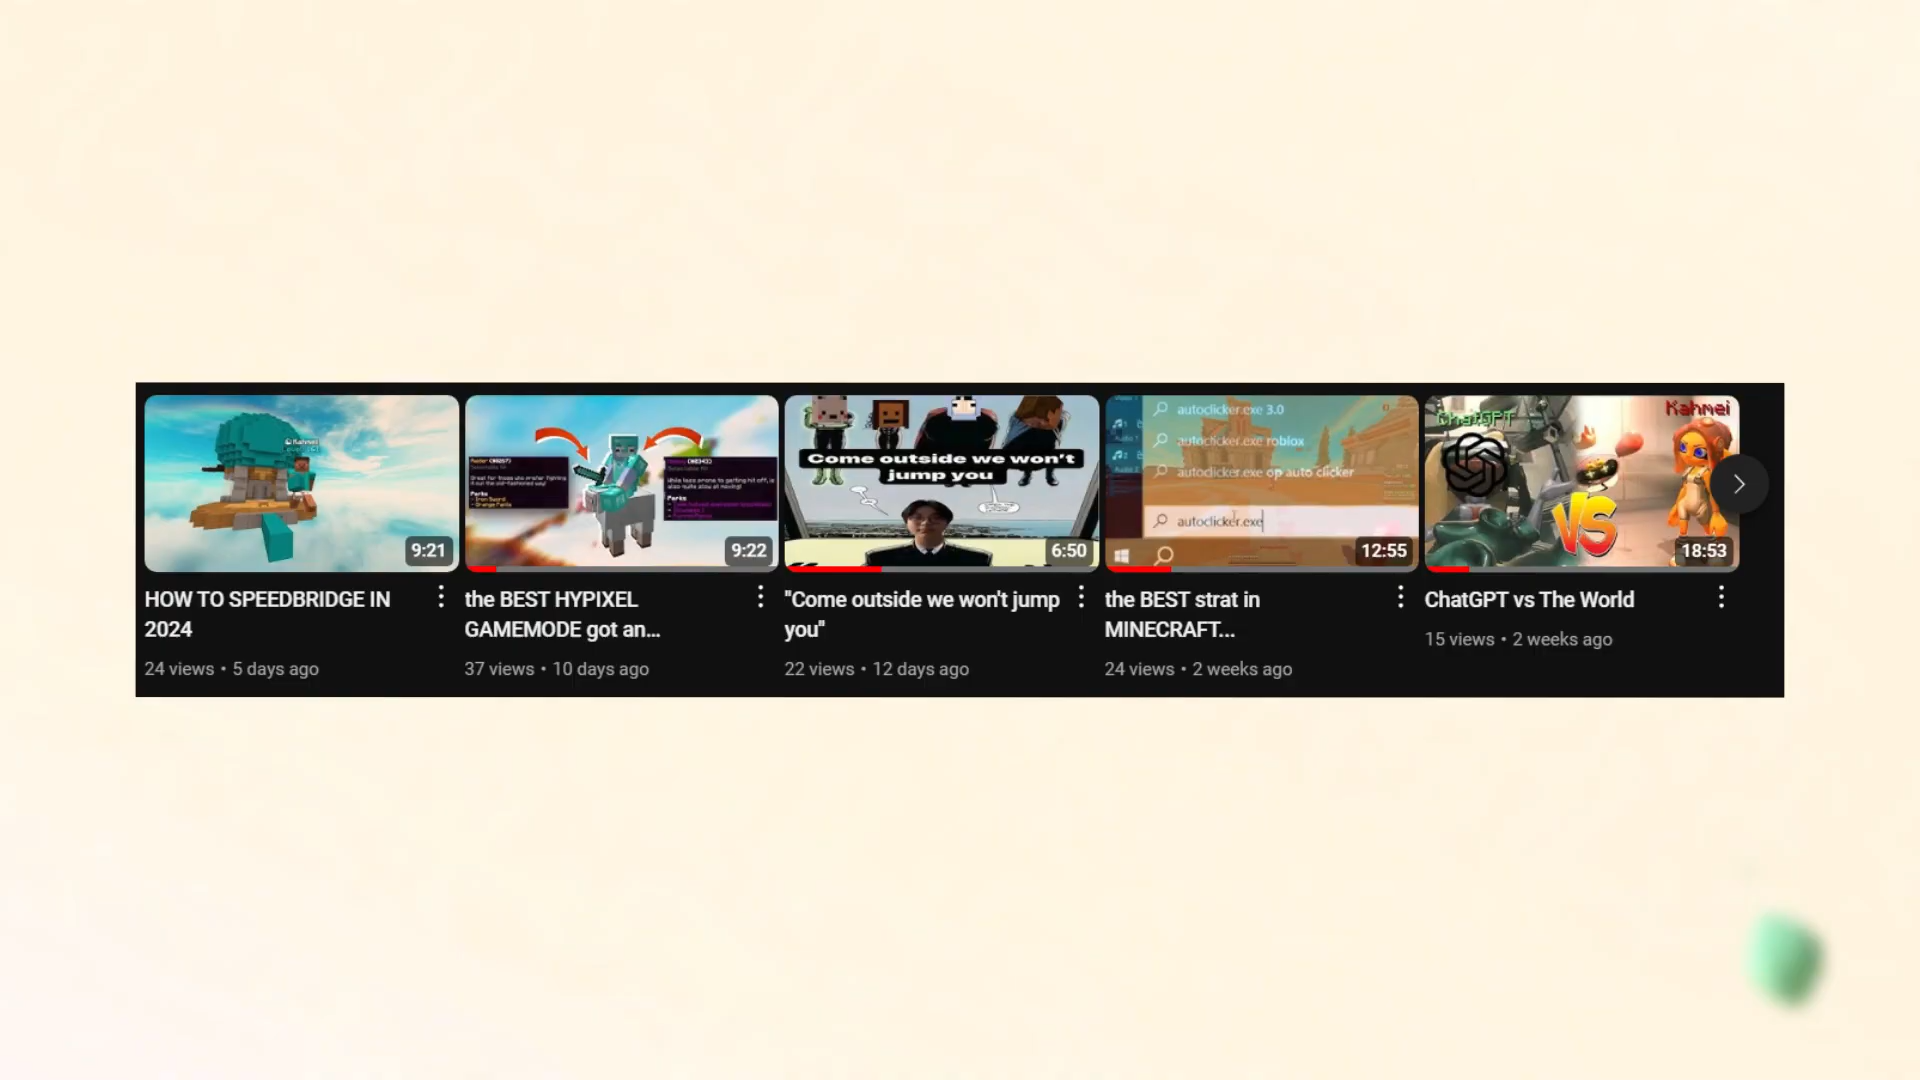 Kahmei
9:21
Perks
9:22
Perks
Come outside we won't
jump you
6:50
autoclicker.exe 3.0
autoclicker.exe roblox
autoclicker.exe op auto clicker
autoclicker.exe
12:55
ChatGPT
Kahmei
VS
18:53
HOW TO SPEEDBRIDGE IN
2024
24 views • 5 days ago
the BEST HYPIXEL
GAMEMODE got an...
37 views • 10 days ago
"Come outside we won't jump
you"
22 views • 12 days ago
the BEST strat in
MINECRAFT...
24 views • 2 weeks ago
ChatGPT vs The World
15 views • 2 weeks ago